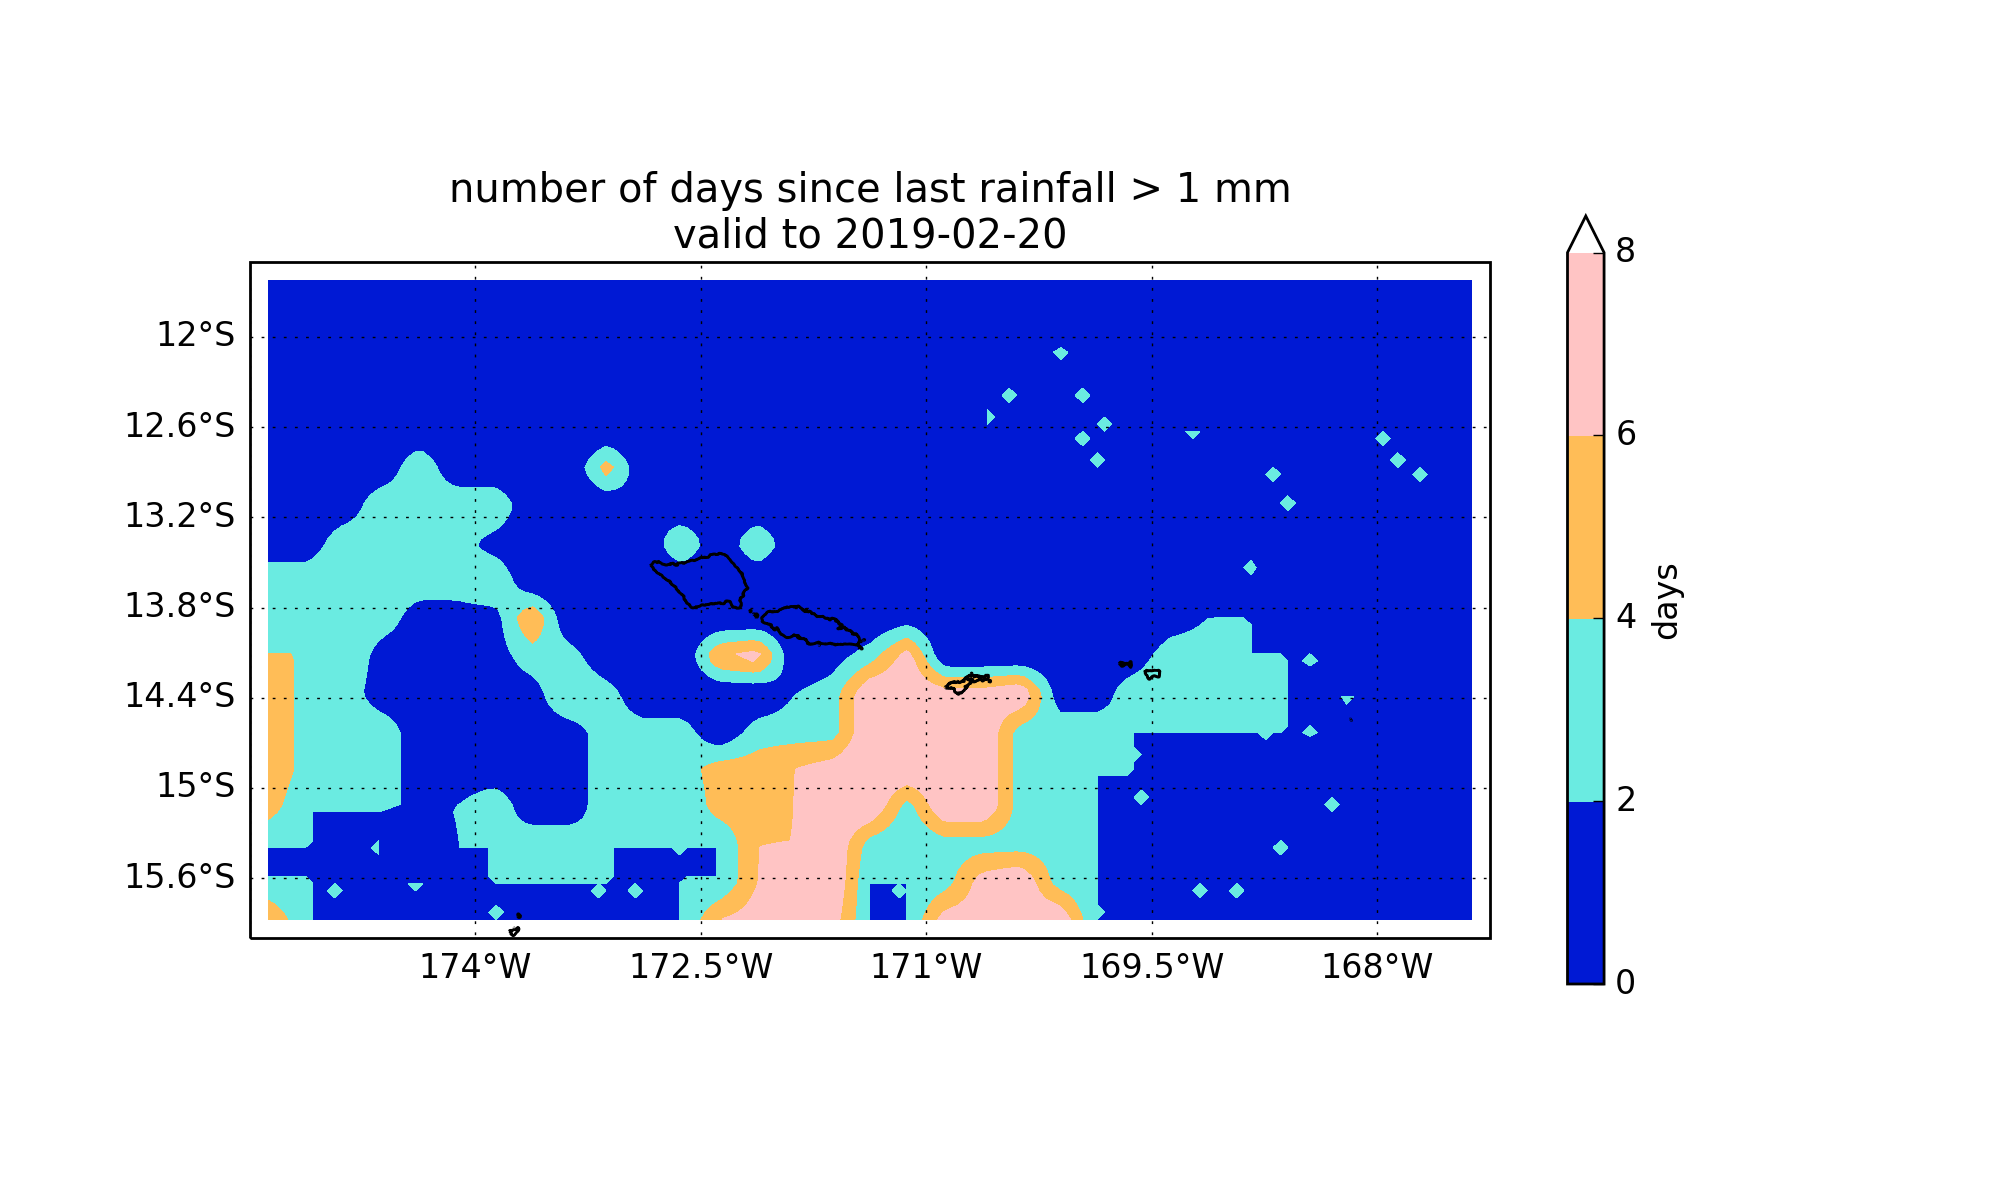 number of days since last rainfall > 1 mm
valid to 2019-02-20
12°S
12.6°S
13.2°S
13.8°S
14.4°S
15°S
15.6°S
174°W 172.5°W 171°W 169.5°W 168°W
8
6
4
2
0
days